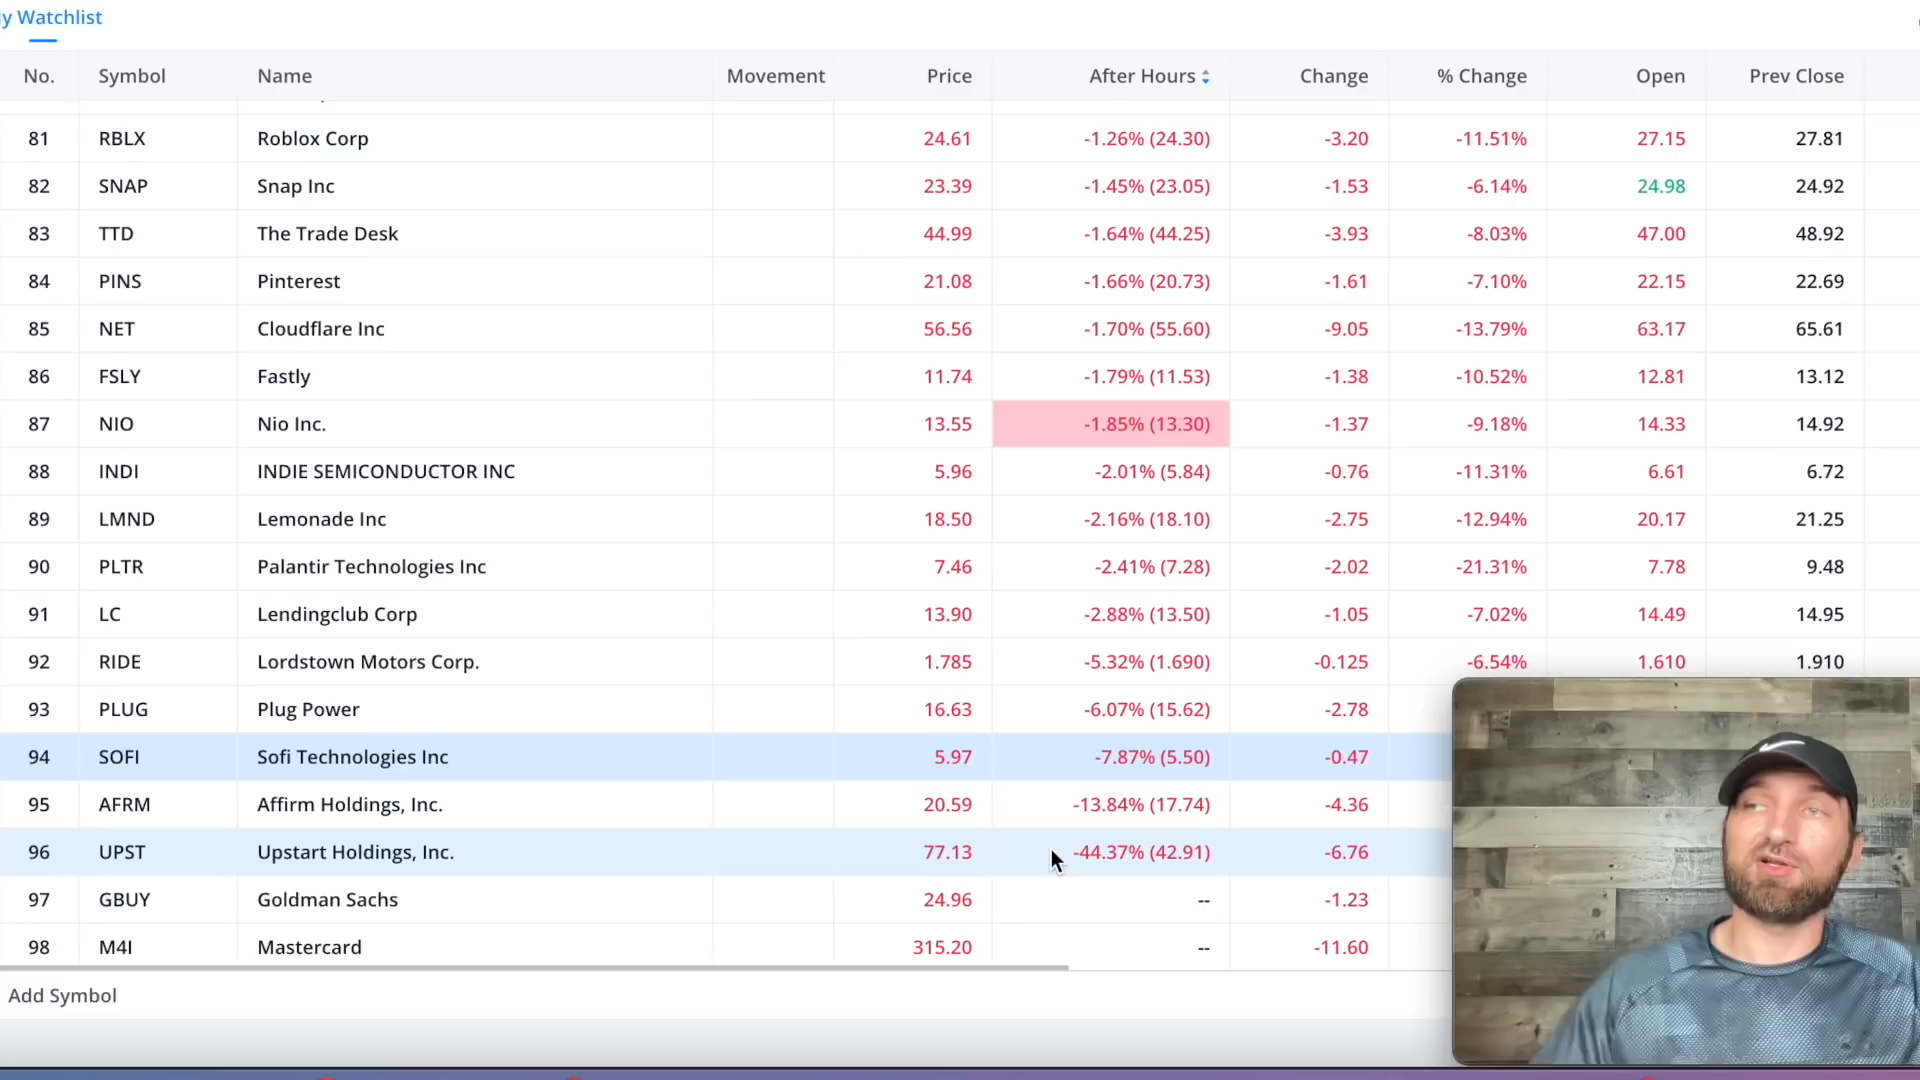 y Watchlist
No. Symbol Name Movement Price After Hours Change % Change Open Prev Close
81 RBLX Roblox Corp 24.61 -1.26% (24.30) -3.20 -11.51% 27.15 27.81
82 SNAP Snap Inc 23.39 -1.45% (23.05) -1.53 -6.14% 24.98 24.92
83 TTD The Trade Desk 44.99 -1.64% (44.25) -3.93 -8.03% 47.00 48.92
84 PINS Pinterest 21.08 -1.66% (20.73) -1.61 -7.10% 22.15 22.69
85 NET Cloudflare Inc 56.56 -1.70% (55.60) -9.05 -13.79% 63.17 65.61
86 FSLY Fastly 11.74 -1.79% (11.53) -1.38 -10.52% 12.81 13.12
87 NIO Nio Inc. 13.55 -1.85% (13.30) -1.37 -9.18% 14.33 14.92
88 INDI INDIE SEMICONDUCTOR INC 5.96 -2.01% (5.84) -0.76 -11.31% 6.61 6.72
89 LMND Lemonade Inc 18.50 -2.16% (18.10) -2.75 -12.94% 20.17 21.25
90 PLTR Palantir Technologies Inc 7.46 -2.41% (7.28) -2.02 -21.31% 7.78 9.48
91 LC Lendingclub Corp 13.90 -2.88% (13.50) -1.05 -7.02% 14.49 14.95
92 RIDE Lordstown Motors Corp. 1.785 -5.32% (1.690) -0.125 -6.54% 1.610 1.910
93 PLUG Plug Power 16.63 -6.07% (15.62) -2.78
94 SOFI Sofi Technologies Inc 5.97 -7.87% (5.50) -0.47
95 AFRM Affirm Holdings, Inc. 20.59 -13.84% (17.74) -4.36
96 UPST Upstart Holdings, Inc. 77.13 -44.37% (42.91) -6.76
97 GBUY Goldman Sachs 24.96 -- -1.23
98 M4I Mastercard 315.20 -- -11.60
Add Symbol